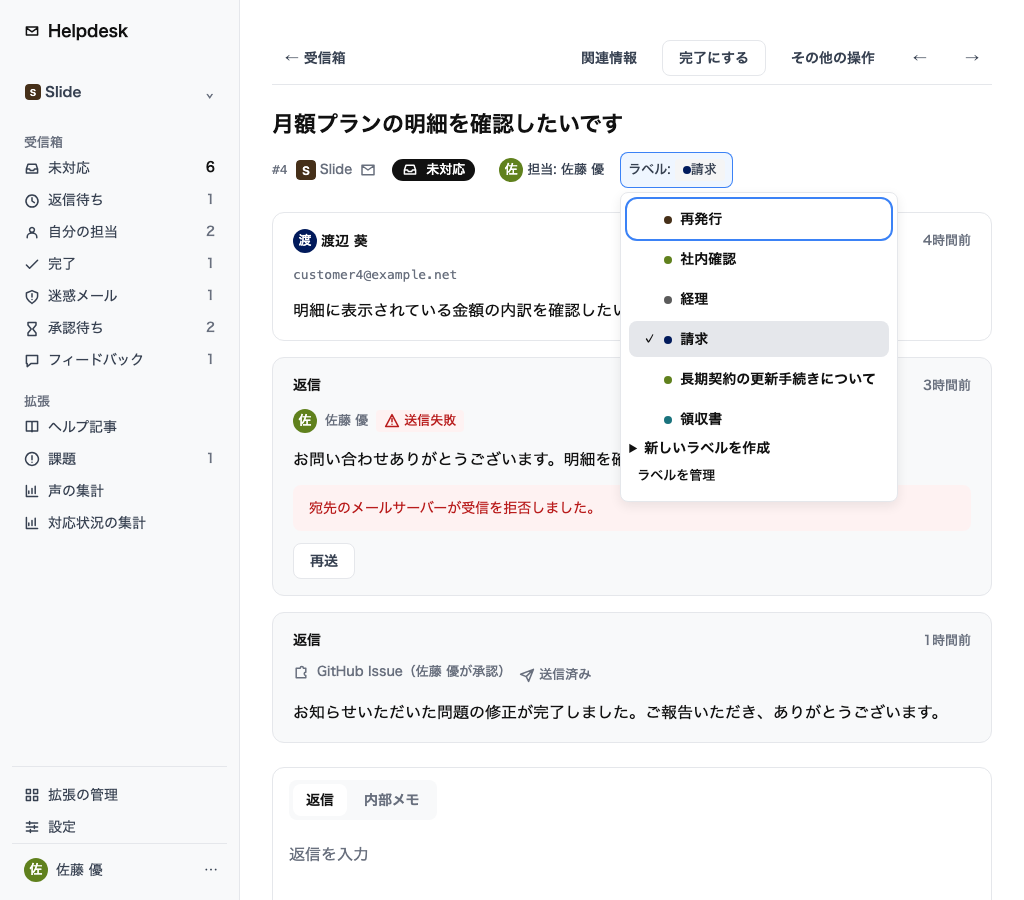 Helpdesk
S Slide
受信箱
未対応 6
返信待ち 1
自分の担当 2
完了 1
迷惑メール 1
承認待ち 2
フィードバック 1
拡張
ヘルプ記事
課題 1
声の集計
対応状況の集計
拡張の管理
設定
佐 佐藤 優 …
← 受信箱 関連情報 完了にする その他の操作 ← →
月額プランの明細を確認したいです
#4 S Slide 未対応 佐 担当: 佐藤 優 ラベル: 請求
再発行
社内確認
経理
✓ 請求
長期契約の更新手続きについて
領収書
▶ 新しいラベルを作成
ラベルを管理
渡 渡辺 葵 4時間前
customer4@example.net
明細に表示されている金額の内訳を確認した
返信 3時間前
佐 佐藤 優 送信失敗
お問い合わせありがとうございます。明細を
宛先のメールサーバーが受信を拒否しました。
再送
返信 1時間前
GitHub Issue（佐藤 優が承認） 送信済み
お知らせいただいた問題の修正が完了しました。ご報告いただき、ありがとうございます。
返信 内部メモ
返信を入力